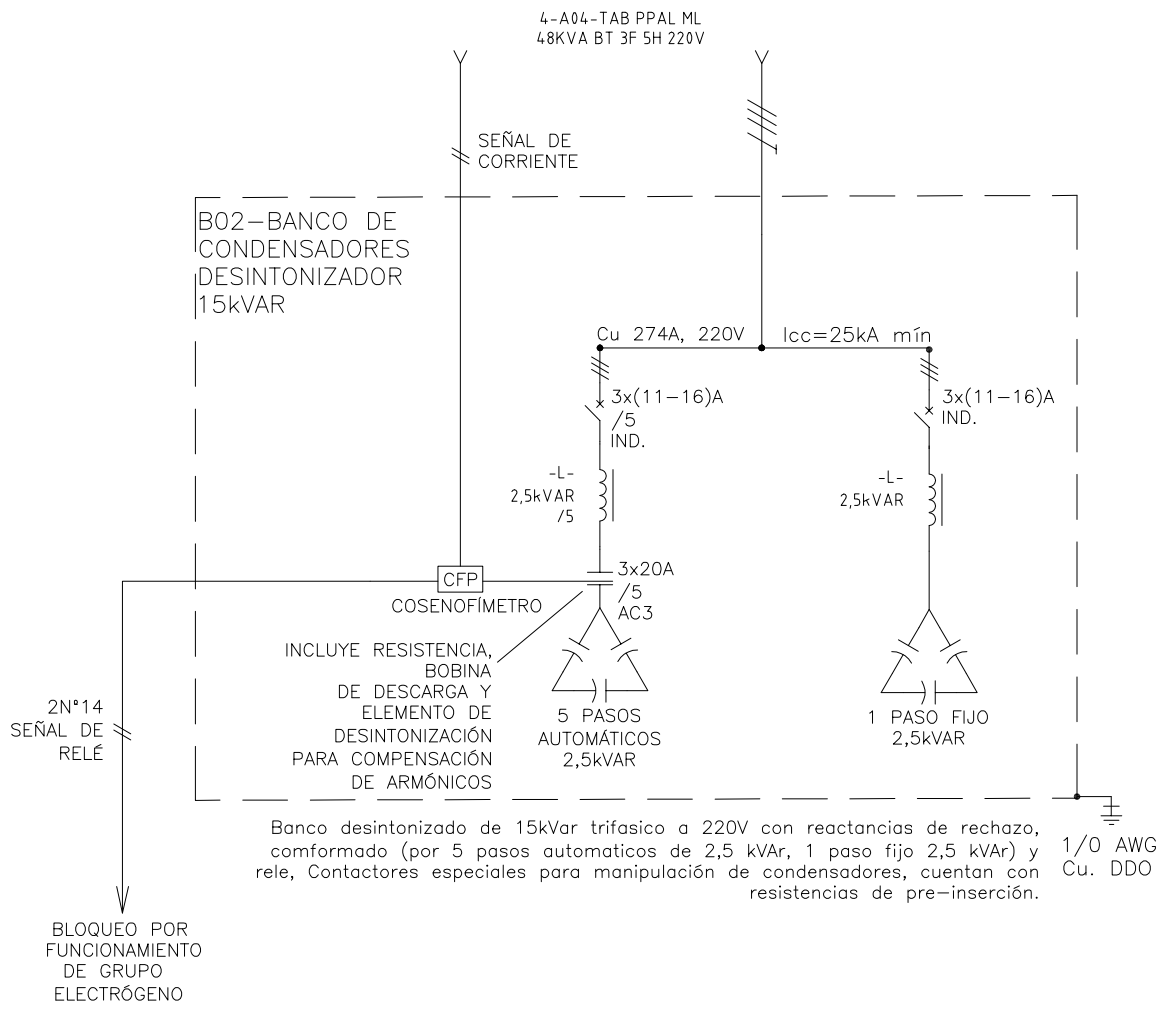 4-A04-TAB PPAL ML
48KVA BT 3F 5H 220V
SEÑAL DE
CORRIENTE
B02-BANCO DE
CONDENSADORES
DESINTONIZADOR
15kVAR
Cu 274A, 220V
Icc=25kA mín
3x(11-16)A
/5
IND.
3x(11-16)A
IND.
-L-
2,5kVAR
/5
-L-
2,5kVAR
CFP
COSENOFÍMETRO
3x20A
/5
AC3
INCLUYE RESISTENCIA,
BOBINA
DE DESCARGA Y
ELEMENTO DE
DESINTONIZACIÓN
PARA COMPENSACIÓN
DE ARMÓNICOS
5 PASOS
AUTOMÁTICOS
2,5kVAR
1 PASO FIJO
2,5kVAR
2N°14
SEÑAL DE
RELÉ
Banco desintonizado de 15kVar trifasico a 220V con reactancias de rechazo,
comformado (por 5 pasos automaticos de 2,5 kVAr, 1 paso fijo 2,5 kVAr) y
rele, Contactores especiales para manipulación de condensadores, cuentan con
resistencias de pre-inserción.
1/0 AWG
Cu. DDO
BLOQUEO POR
FUNCIONAMIENTO
DE GRUPO
ELECTRÓGENO